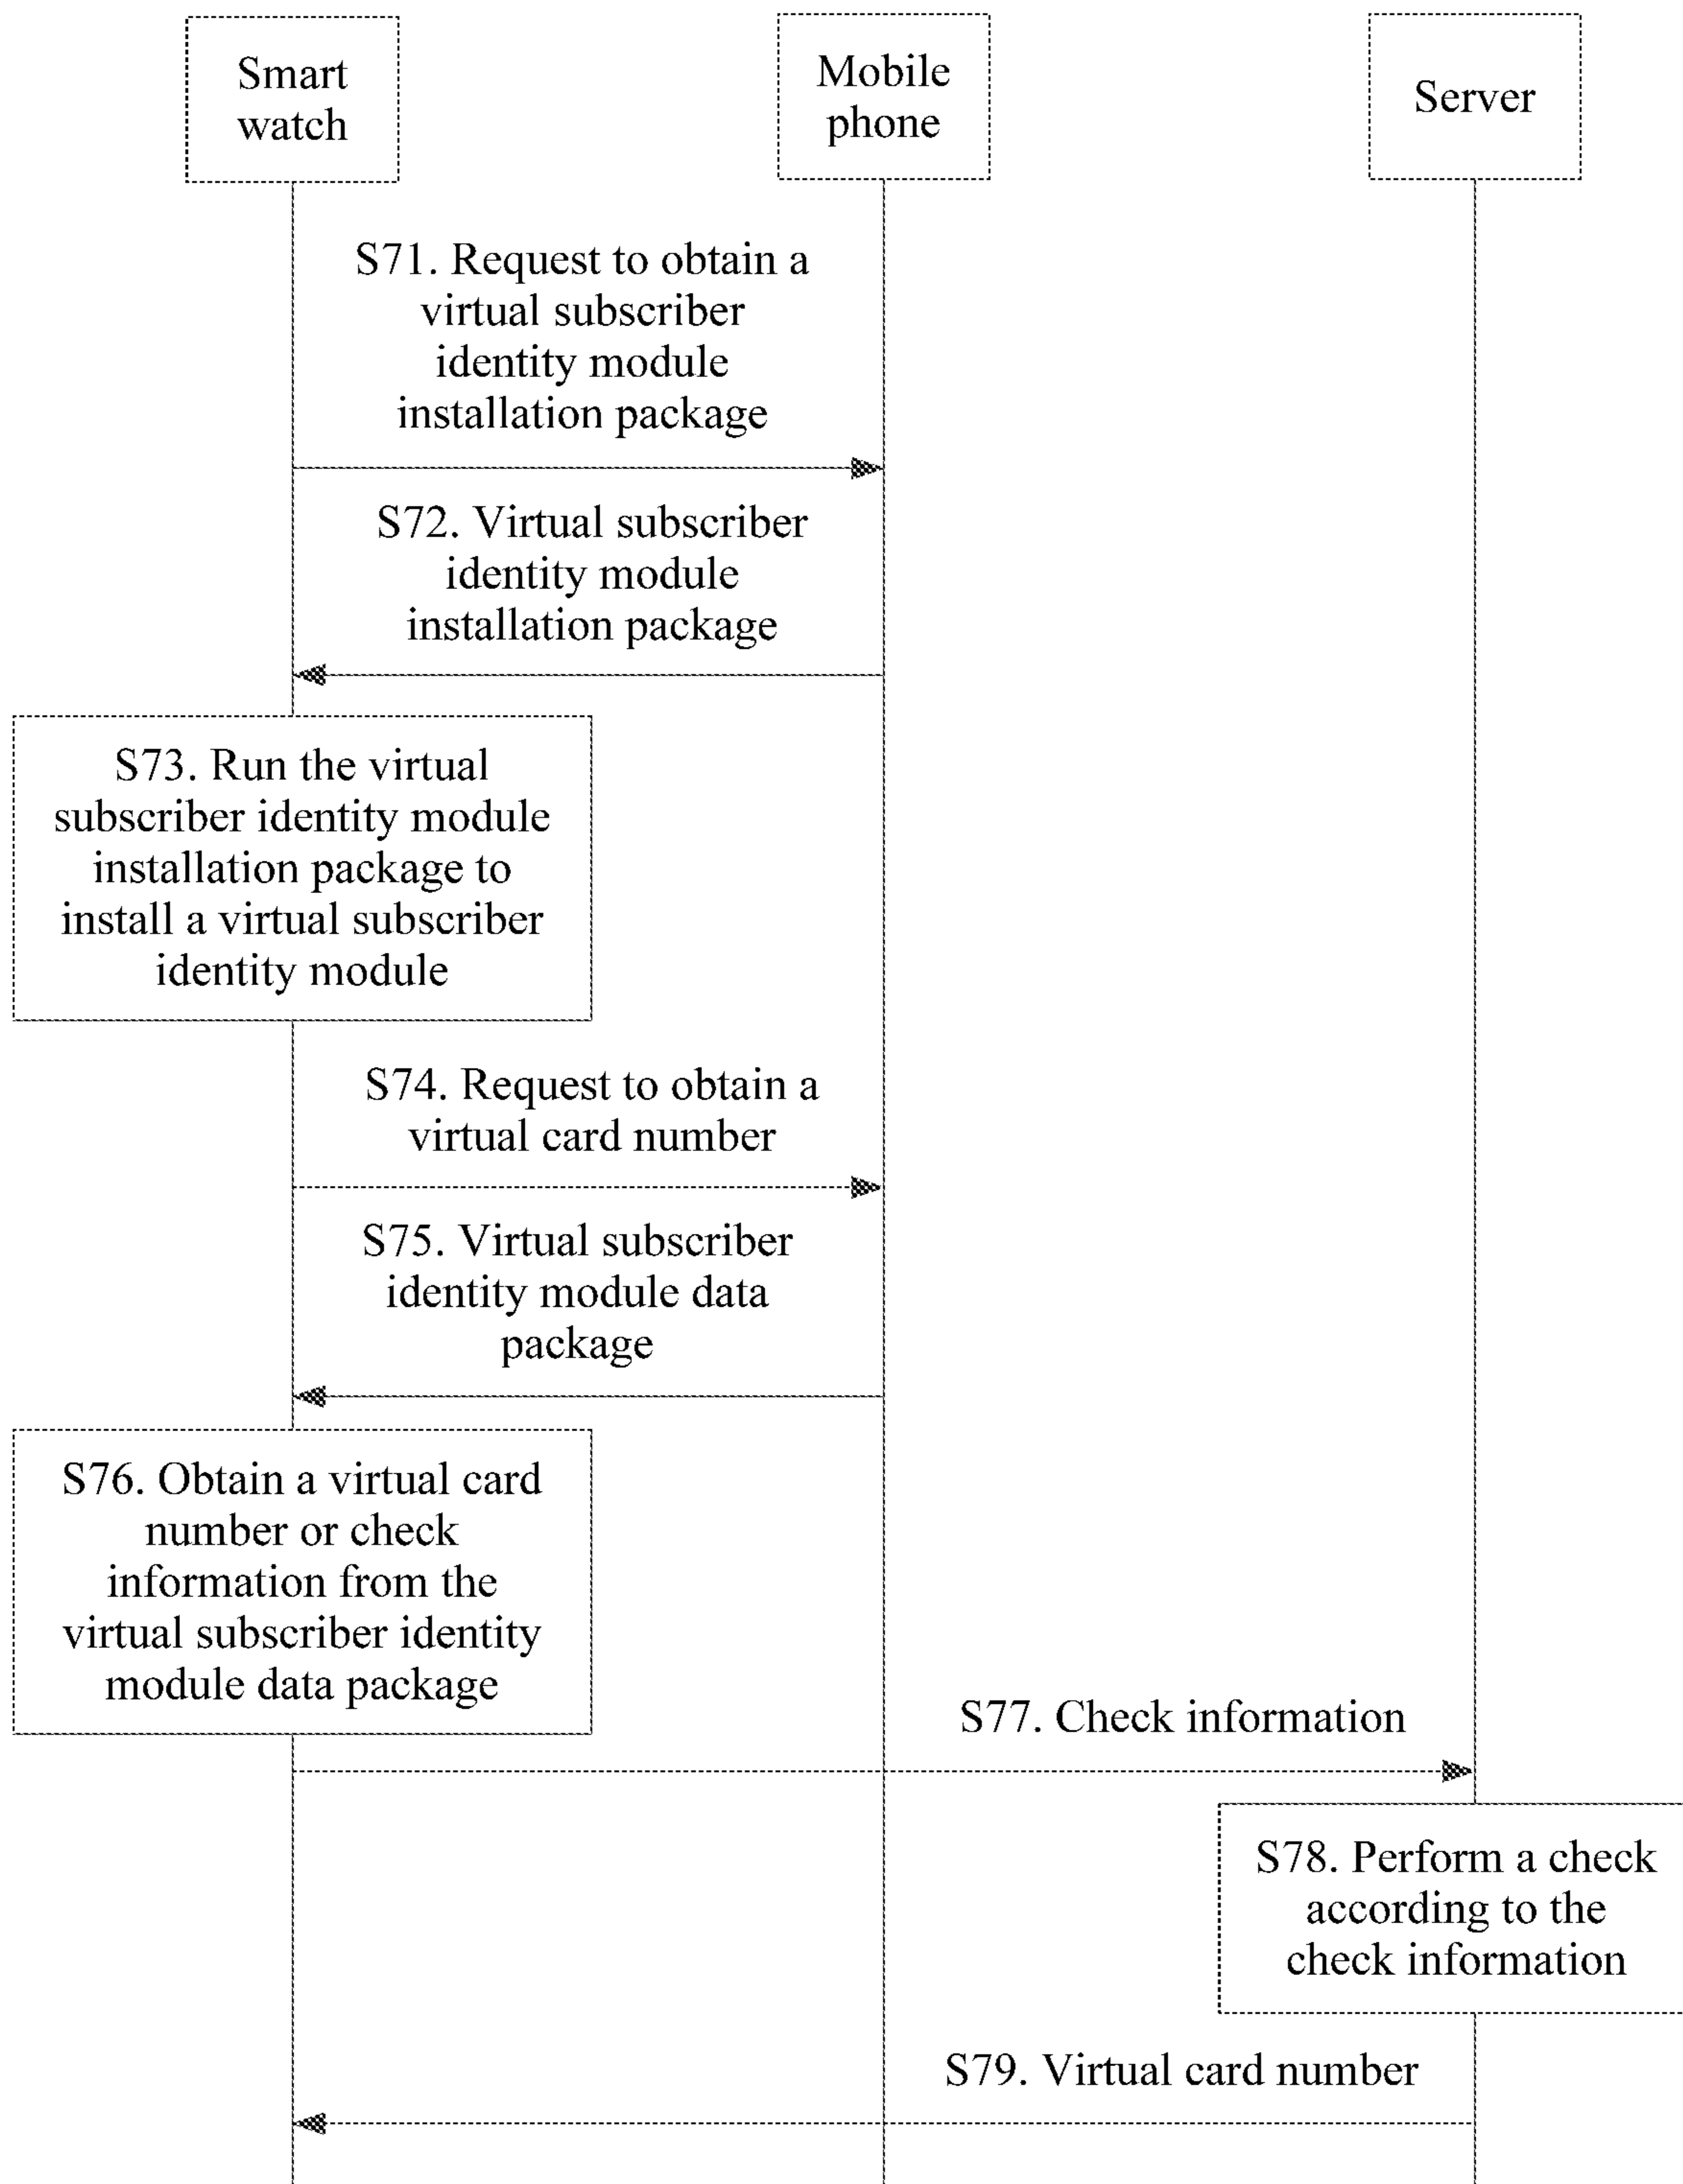 Smart
watch
Mobile
phone
Server
S71. Request to obtain a
virtual subscriber
identity module
installation package
S72. Virtual subscriber
identity module
installation package
S73. Run the virtual
subscriber identity module
installation package to
install a virtual subscriber
identity module
S74. Request to obtain a
virtual card number
S75. Virtual subscriber
identity module data
package
S76. Obtain a virtual card
number or check
information from the
virtual subscriber identity
module data package
S77. Check information
S78. Perform a check
according to the
check information
S79. Virtual card number